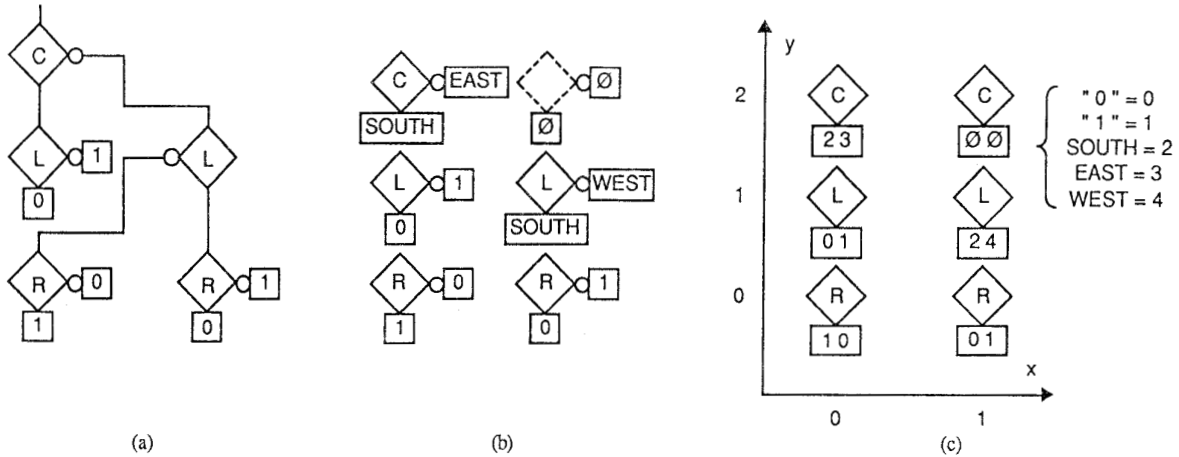 C
L 1
0
L
R 0
1
R 1
0
(a)
C EAST
SOUTH
Ø
Ø
L 1
0
L WEST
SOUTH
R 0
1
R 1
0
(b)
y
2
1
0
C
2 3
C
Ø Ø
L
0 1
L
2 4
R
1 0
R
0 1
x
0 1
" 0 " = 0
" 1 " = 1
SOUTH = 2
EAST = 3
WEST = 4
(c)